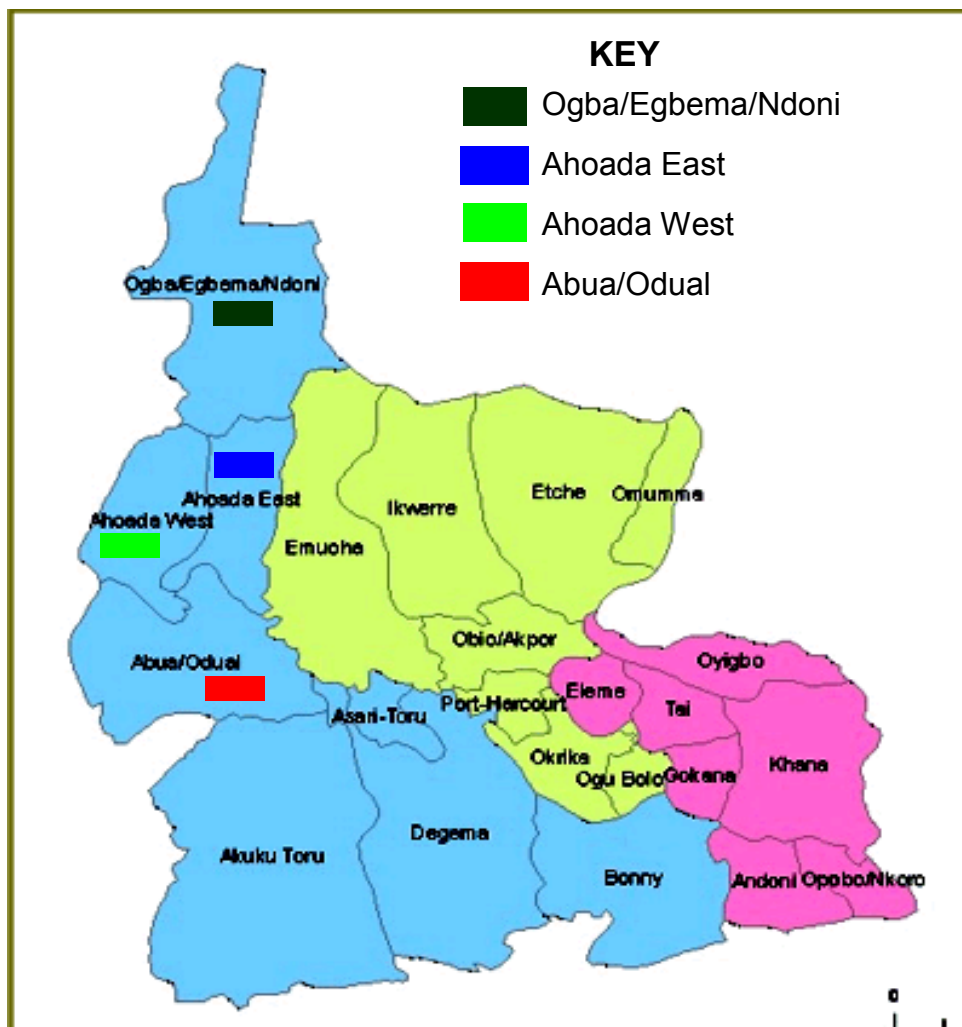 KEY
Ogba/Egbema/Ndoni
Ahoada East
Ahoada West
Abua/Odual
Ogba/Egbema/Ndoni
Ahoada East
Ahoada West
Emuoha
Ikwerre
Etche
Omumma
Abua/Odual
Obio/Akpor
Oyigbo
Eleme
Tai
Port-Harcourt
Asari-Toru
Okrika
Ogu Bolo
Gokana
Khana
Akuku Toru
Degema
Bonny
Andoni
Opobo/Nkoro
0